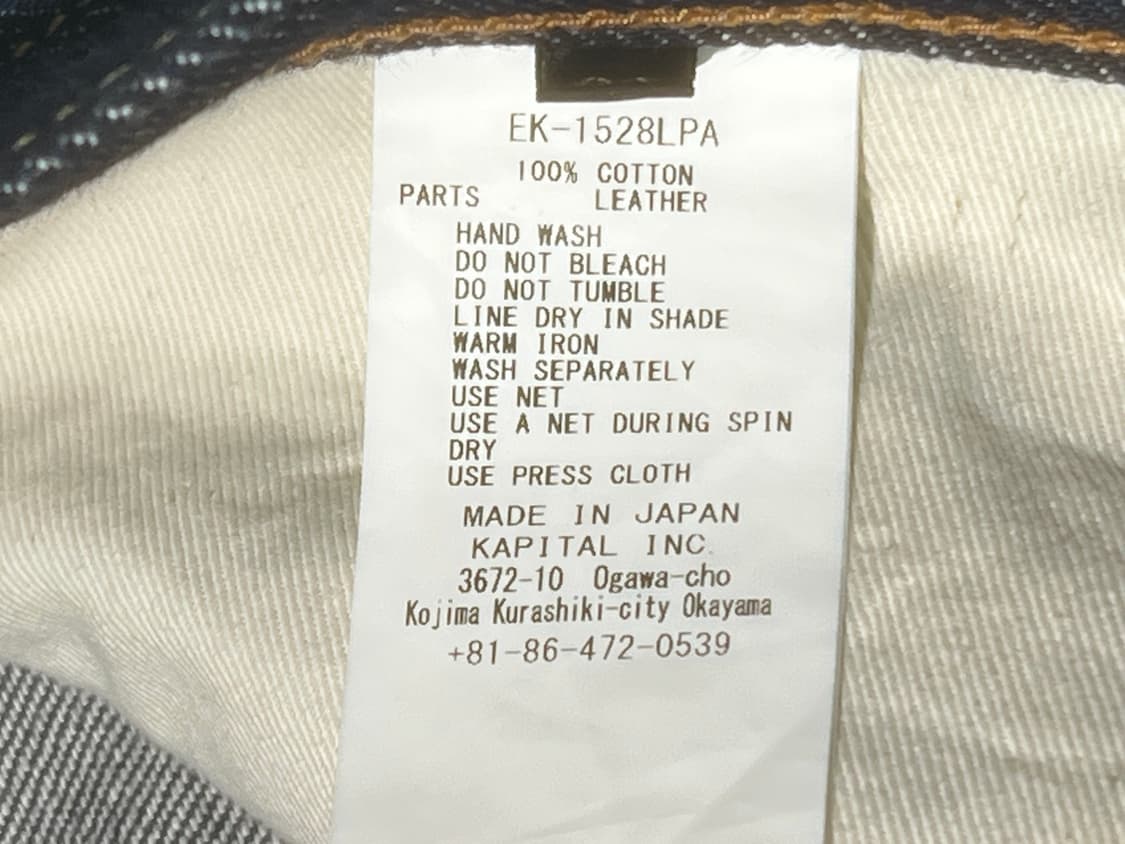 EK-1528LPA
100% COTTON
PARTS LEATHER
HAND WASH
DO NOT BLEACH
DO NOT TUMBLE
LINE DRY IN SHADE
WARM IRON
WASH SEPARATELY
USE NET
USE A NET DURING SPIN
DRY
USE PRESS CLOTH
MADE IN JAPAN
KAPITAL INC.
3672-10 Ogawa-cho
Kojima Kurashiki-city Okayama
+81-86-472-0539